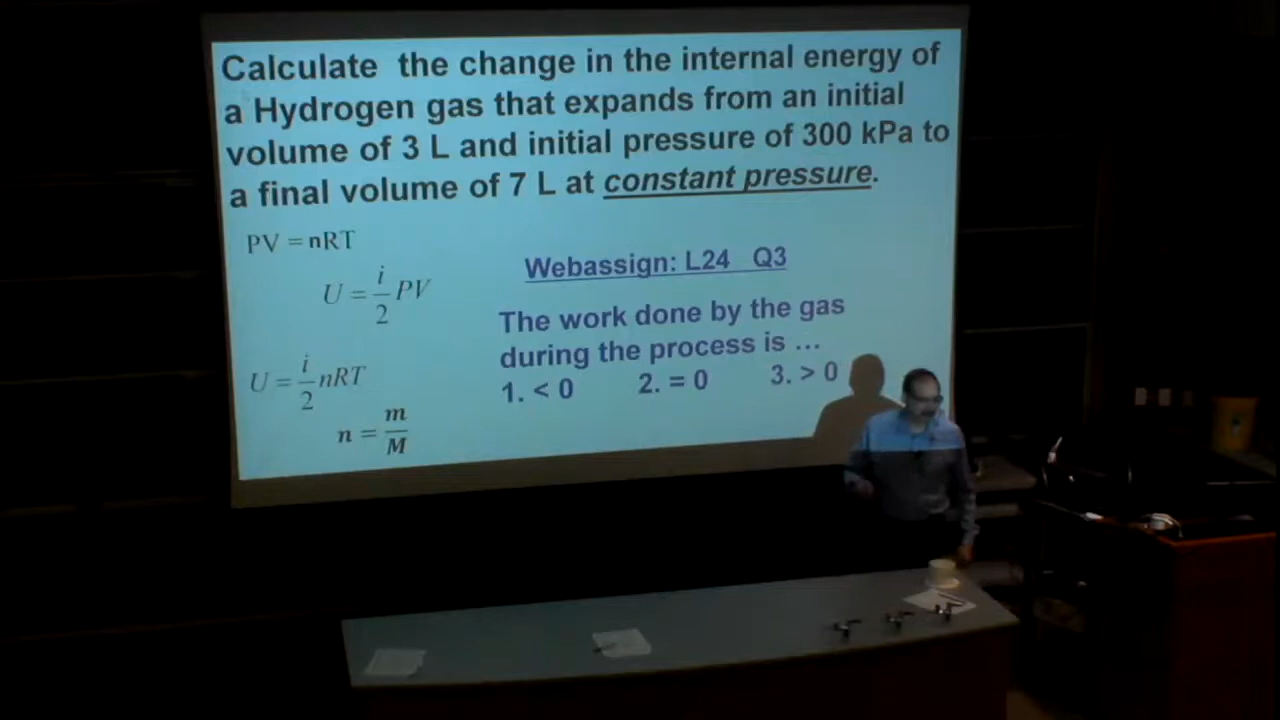 Calculate the change in the internal energy of
a Hydrogen gas that expands from an initial
volume of 3 L and initial pressure of 300 kPa to
a final volume of 7 L at constant pressure.
PV = nRT
U = i/2 PV
U = i/2 nRT
n = m/M
Webassign: L24 Q3
The work done by the gas
during the process is ...
1. < 0 2. = 0 3. > 0